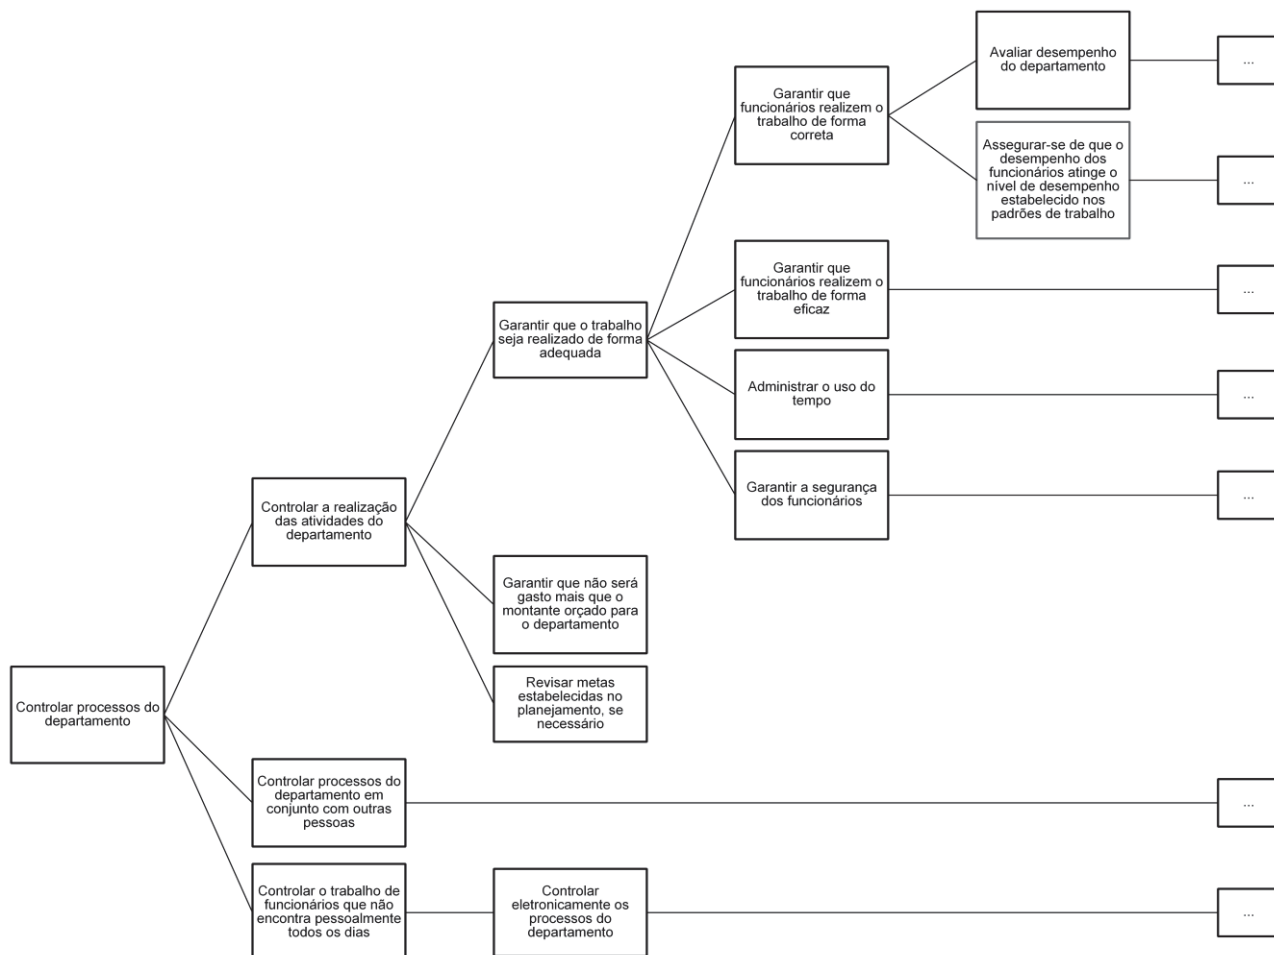 Avaliar desempenho
do departamento
...
Garantir que
funcionários realizem o
trabalho de forma
correta
Assegurar-se de que o
desempenho dos
funcionários atinge o
nível de desempenho
estabelecido nos
padrões de trabalho
...
Garantir que
funcionários realizem o
trabalho de forma
eficaz
...
Garantir que o trabalho
seja realizado de forma
adequada
Administrar o uso do
tempo
...
Garantir a segurança
dos funcionários
...
Controlar a realização
das atividades do
departamento
Garantir que não será
gasto mais que o
montante orçado para
o departamento
Revisar metas
estabelecidas no
planejamento, se
necessário
Controlar processos do
departamento
Controlar processos do
departamento em
conjunto com outras
pessoas
...
Controlar o trabalho de
funcionários que não
encontra pessoalmente
todos os dias
Controlar
eletronicamente os
processos do
departamento
...